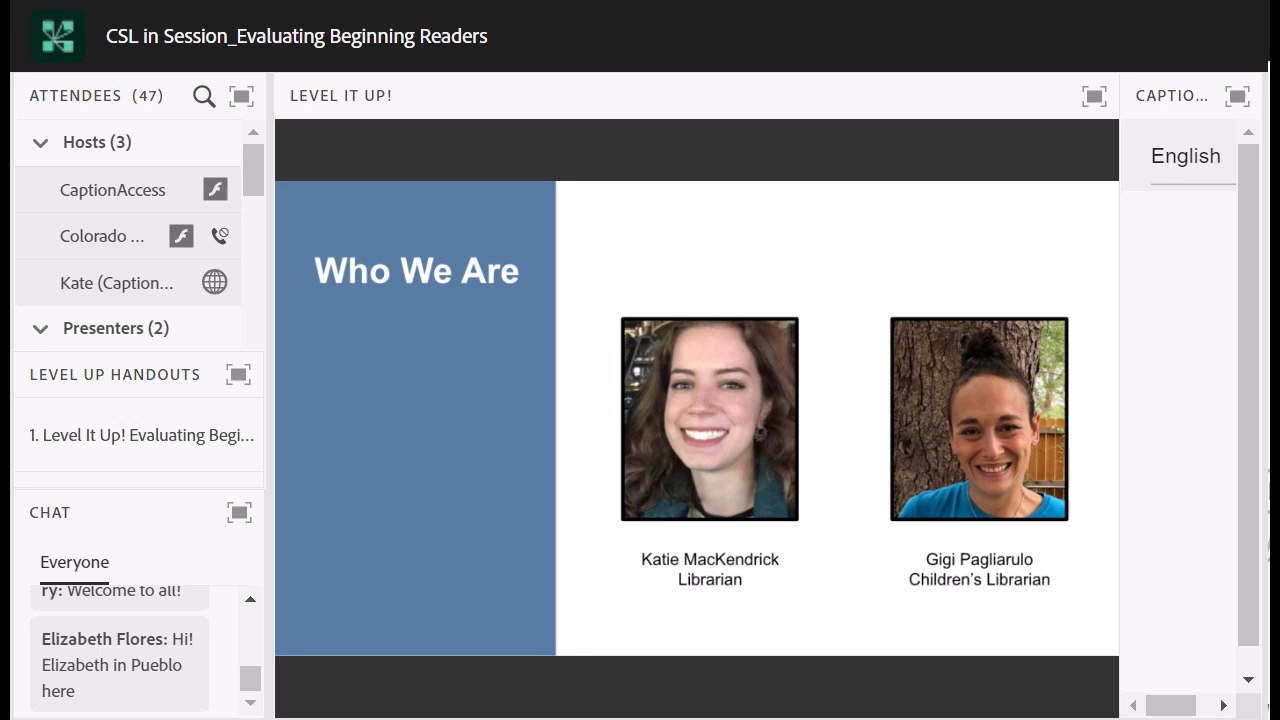 CSL in Session_Evaluating Beginning Readers
ATTENDEES (47)
Hosts (3)
CaptionAccess
Colorado ...
Kate (Caption...
Presenters (2)
LEVEL UP HANDOUTS
1. Level It Up! Evaluating Begi...
CHAT
Everyone
ry: Welcome to all!
Elizabeth Flores: Hi!
Elizabeth in Pueblo
here
LEVEL IT UP!
Who We Are
Katie MacKendrick
Librarian
Gigi Pagliarulo
Children's Librarian
CAPTIO...
English